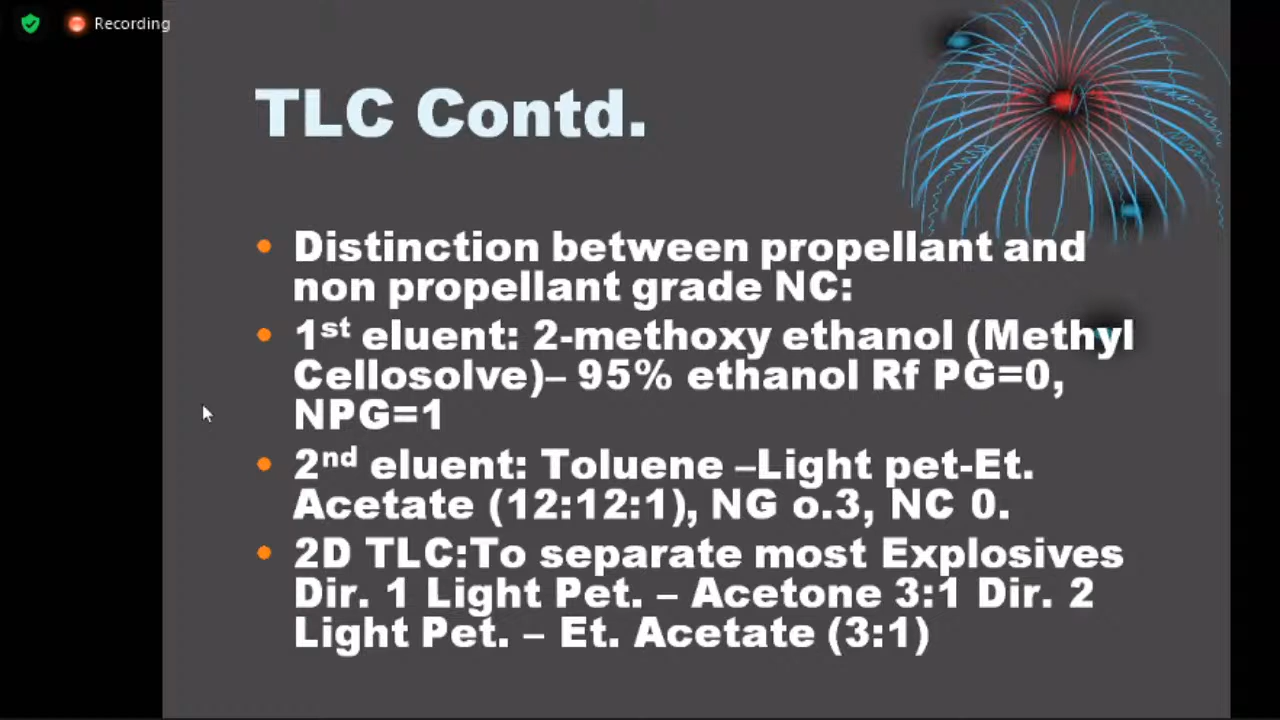 Recording
TLC Contd.
• Distinction between propellant and
non propellant grade NC:
• 1st eluent: 2-methoxy ethanol (Methyl
Cellosolve)– 95% ethanol Rf PG=0,
NPG=1
• 2nd eluent: Toluene –Light pet-Et.
Acetate (12:12:1), NG o.3, NC 0.
• 2D TLC:To separate most Explosives
Dir. 1 Light Pet. – Acetone 3:1 Dir. 2
Light Pet. – Et. Acetate (3:1)